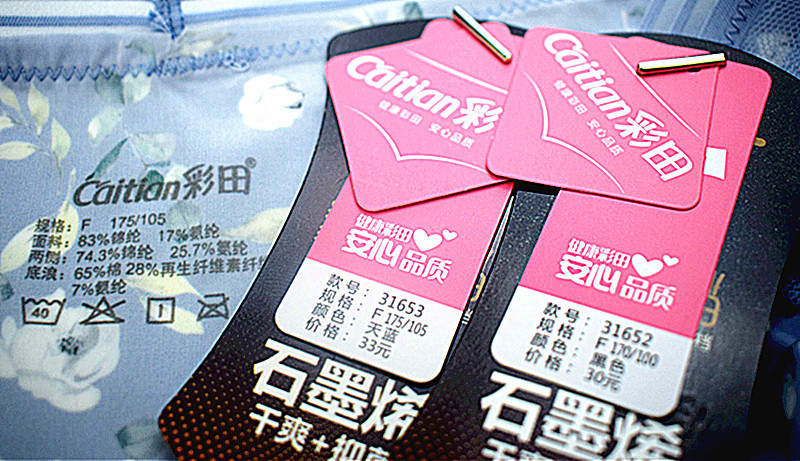 Caitian彩田®
规格：F 175/105
面料：83%锦纶 17%氨纶
两侧：74.3%锦纶 25.7%氨纶
底浪：65%棉 28%再生纤维素纤维
7%氨纶
40
Caitian彩
健康彩田 安心品质
健康彩田
安心品质
款号：31653
规格：F 175/105
颜色：天蓝
价格：33元
石墨烯
干爽+抑菌
Caitian彩田
健康彩田 安心品质
健康彩田
安心品质
款号：31652
规格：F 170/100
颜色：黑色
价格：30元
石墨烯